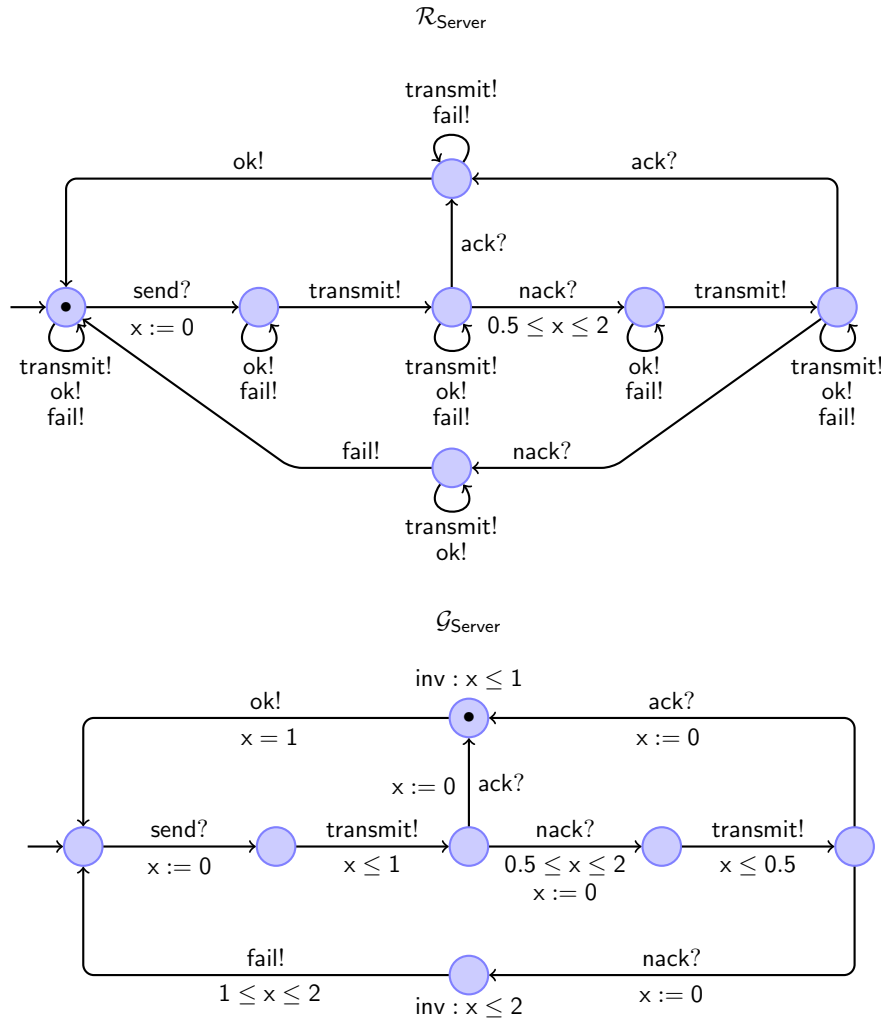 R_Server
transmit!
fail!
ok!
ack?
ack?
send?
transmit!
nack?
transmit!
x := 0
0.5 ≤ x ≤ 2
transmit!
ok!
fail!
ok!
fail!
transmit!
ok!
fail!
ok!
fail!
transmit!
ok!
fail!
fail!
nack?
transmit!
ok!
G_Server
inv : x ≤ 1
ok!
ack?
x = 1
x := 0
x := 0
ack?
send?
transmit!
nack?
transmit!
x := 0
x ≤ 1
0.5 ≤ x ≤ 2
x ≤ 0.5
x := 0
fail!
nack?
1 ≤ x ≤ 2
inv : x ≤ 2
x := 0